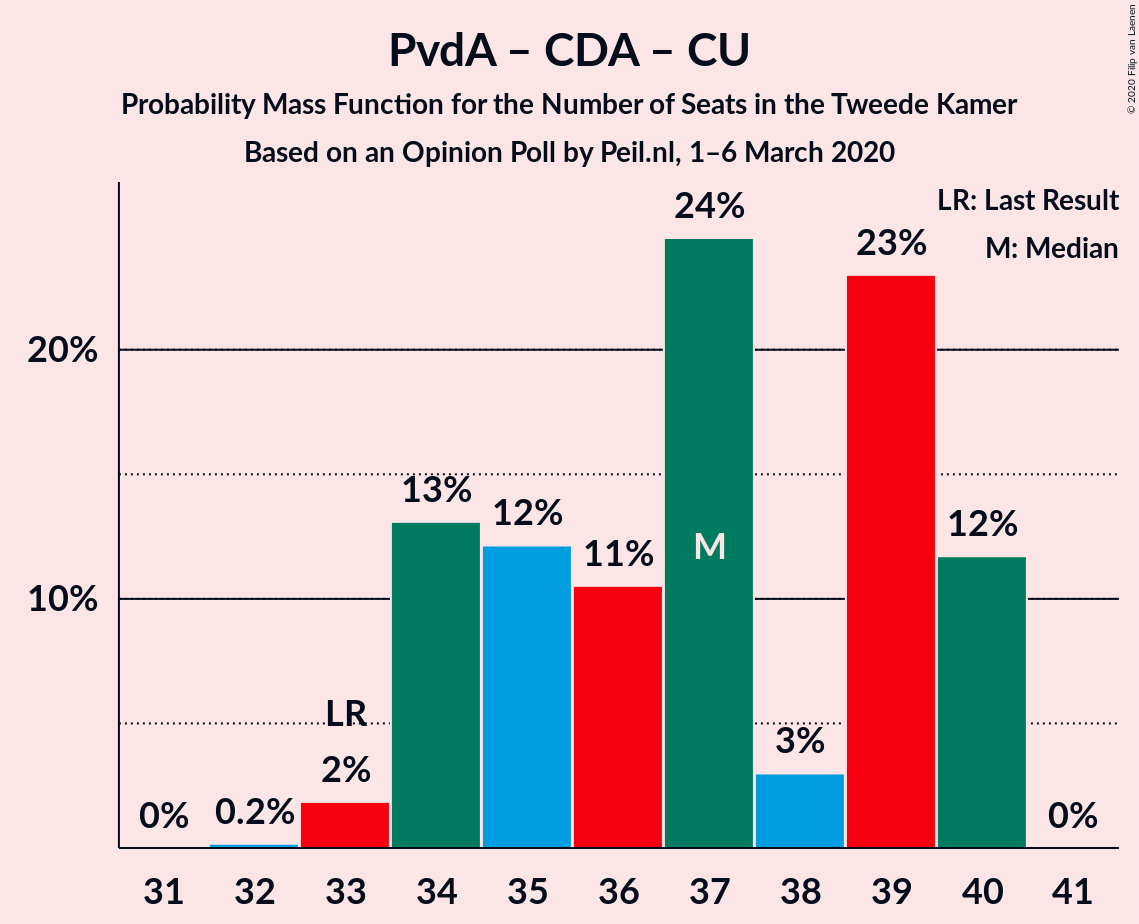 PvdA – CDA – CU
Probability Mass Function for the Number of Seats in the Tweede Kamer
Based on an Opinion Poll by Peil.nl, 1–6 March 2020
© 2020 Filip van Laenen
LR: Last Result
M: Median
20%
10%
0%
0.2%
LR
2%
13%
12%
11%
24%
M
3%
23%
12%
0%
31 32 33 34 35 36 37 38 39 40 41